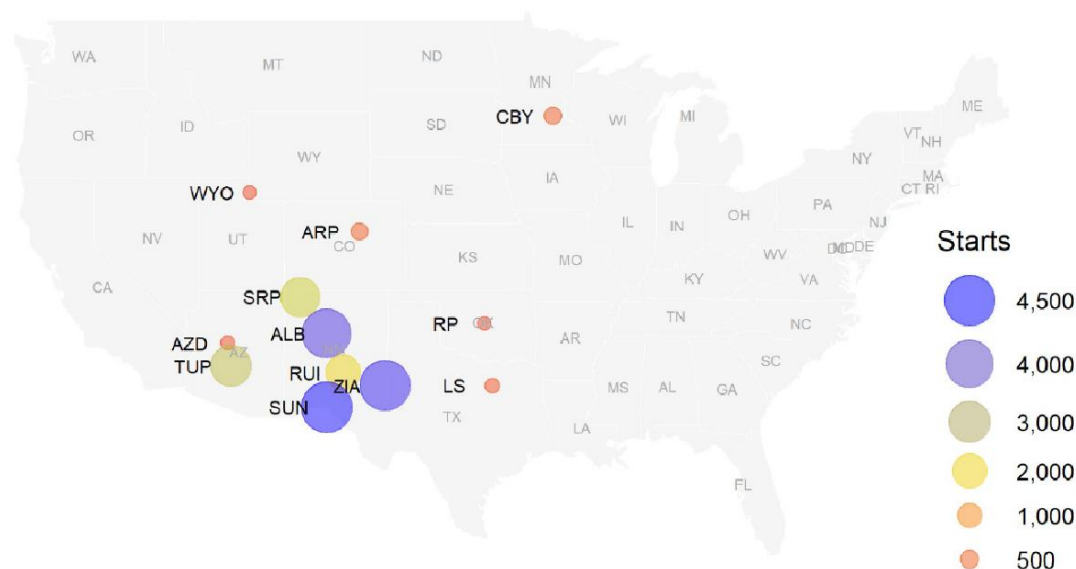 WA
MT
ND
MN
ME
OR
ID
SD
CBY
WI
MI
VT
NH
WY
NY
MA
WYO
NE
IA
CT RI
PA
NV
UT
ARP
CO
IL
IN
OH
NJ
DE
WV
KS
MO
KY
VA
CA
SRP
ALB
RP
TN
NC
AZD
AZ
AR
SC
TUP
RUI
ZIA
LS
MS
AL
GA
SUN
TX
LA
FL
Starts
4,500
4,000
3,000
2,000
1,000
500